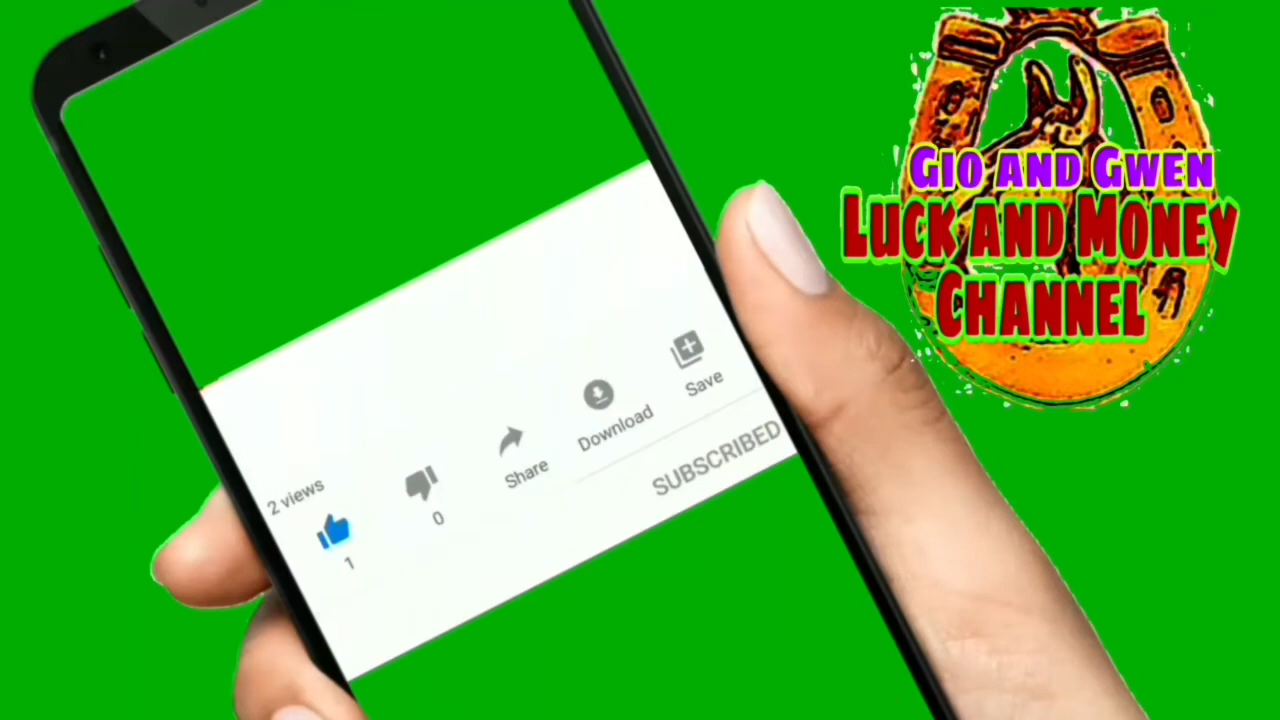 Gio and Gwen
Luck and Money
Channel
2 views
1
0
Share
Download
Save
SUBSCRIBED